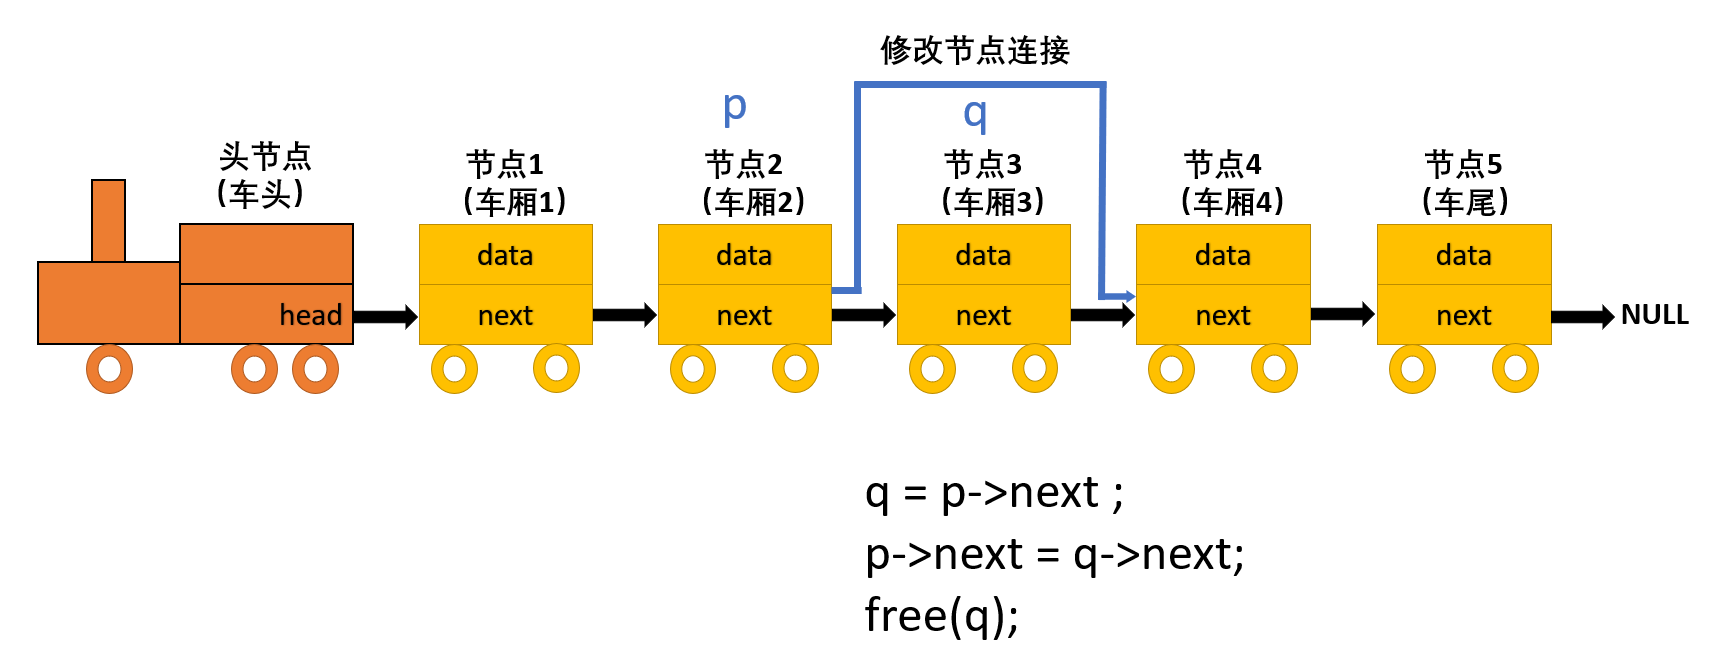 修改节点连接
p
q
头节点
(车头)
节点1
(车厢1)
节点2
(车厢2)
节点3
(车厢3)
节点4
(车厢4)
节点5
(车尾)
data
data
data
data
data
head
next
next
next
next
next
NULL
q = p->next ;
p->next = q->next;
free(q);